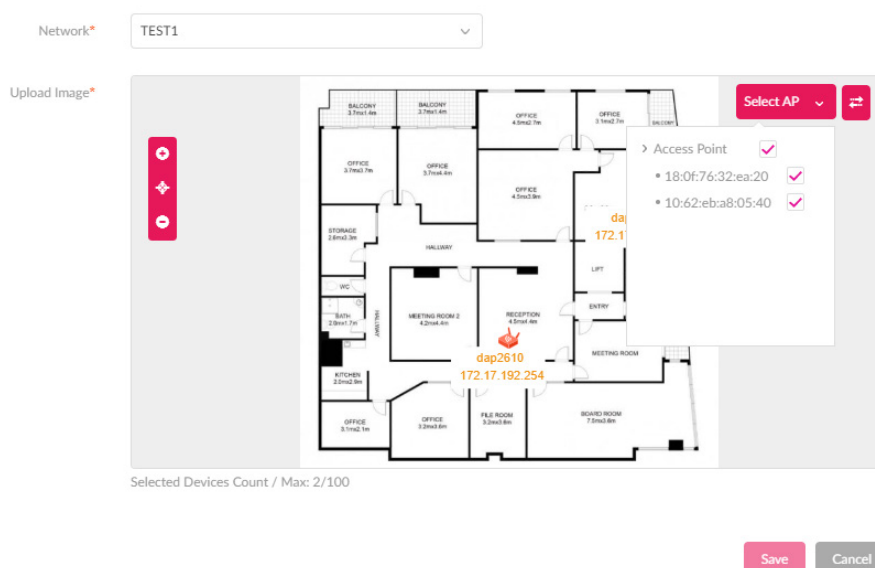 Network*
TEST1
Upload Image*
Select AP
Access Point
18:0f:76:32:ea:20
10:62:eb:a8:05:40
BALCONY
3.7mx1.4m
BALCONY
3.7mx1.4m
OFFICE
4.5mx2.7m
OFFICE
3.1mx2.7m
BALCONY
OFFICE
3.7mx3.7m
OFFICE
3.7mx4.4m
OFFICE
4.5mx3.9m
STORAGE
2.6mx3.3m
HALLWAY
da
172.1
LIFT
WC
ENTRY
BATH
2.9mx1.7m
HALLWAY
MEETING ROOM 2
4.2mx4.4m
RECEPTION
4.5mx4.4m
dap2610
172.17.192.254
MEETING ROOM
KITCHEN
2.0mx2.9m
OFFICE
3.1mx2.1m
OFFICE
3.2mx3.6m
FILE ROOM
3.2mx3.6m
BOARD ROOM
7.5mx3.6m
Selected Devices Count / Max: 2/100
Save
Cancel